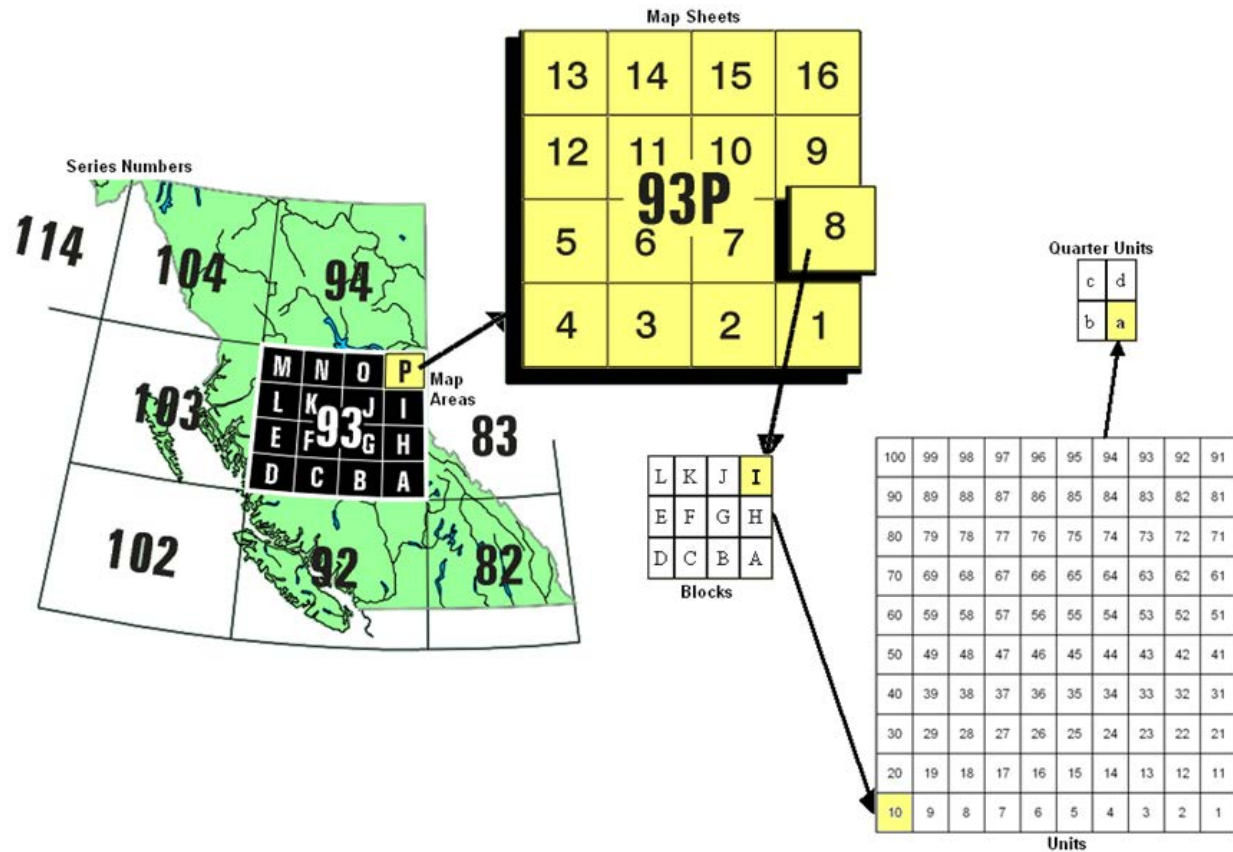 Map Sheets
13 14 15 16
12 11 10 9
93P
5 6 7 8
4 3 2 1
Series Numbers
114 104 94
103 93 83
102 92 82
M N O P
L K J I
E F G H
D C B A
Map
Areas
L K J I
E F G H
D C B A
Blocks
Quarter Units
c d
b a
100 99 98 97 96 95 94 93 92 91
90 89 88 87 86 85 84 83 82 81
80 79 78 77 76 75 74 73 72 71
70 69 68 67 66 65 64 63 62 61
60 59 58 57 56 55 54 53 52 51
50 49 48 47 46 45 44 43 42 41
40 39 38 37 36 35 34 33 32 31
30 29 28 27 26 25 24 23 22 21
20 19 18 17 16 15 14 13 12 11
10 9 8 7 6 5 4 3 2 1
Units